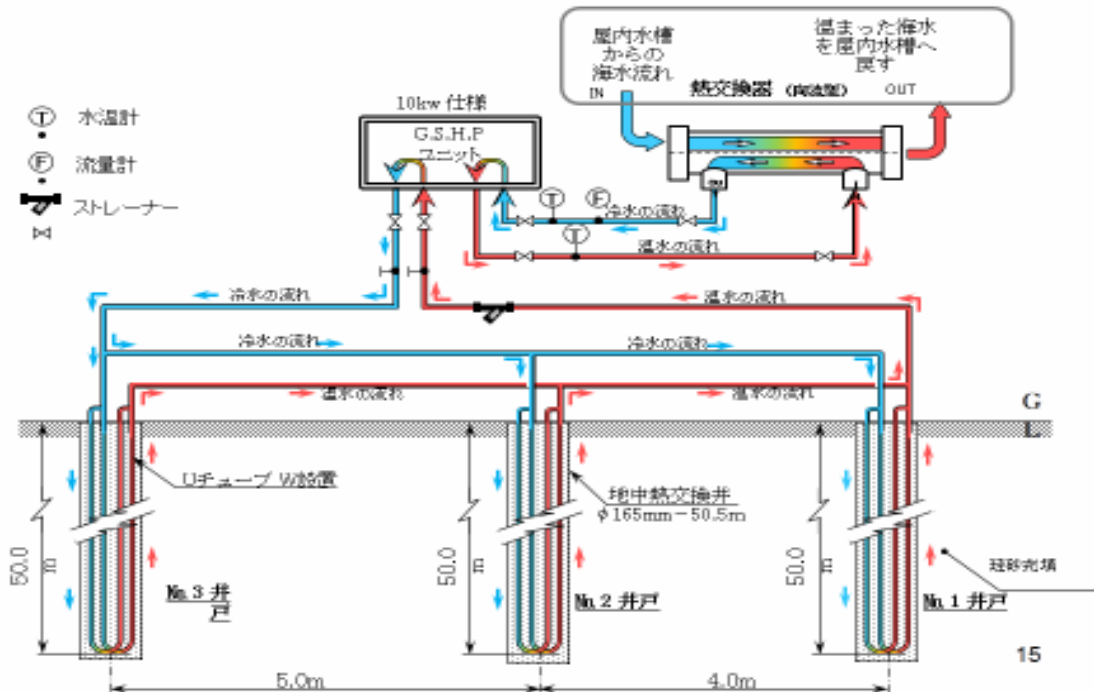 屋内水槽
からの
海水流れ
温まった海水
を屋内水槽へ
戻す
IN
熱交換器 (向流型)
OUT
10kw 仕様
G.S.H.P
ユニット
T 水温計
F 流量計
ストレーナー
T
F
冷水の流れ
T
温水の流れ
冷水の流れ
温水の流れ
冷水の流れ
冷水の流れ
温水の流れ
温水の流れ
G
L
Uチューブ W設置
地中熱交換井
φ165mm－50.5m
50.0
m
50.0
m
50.0
m
珪砂充填
No.3 井
戸
No.2 井戸
No.1 井戸
15
5.0m
4.0m